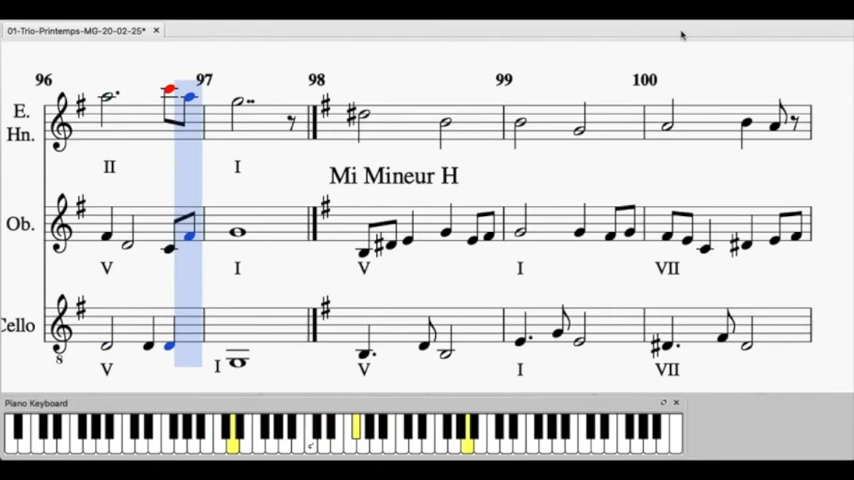 01-Trio-Printemps-MG-20-02-25*
96 97 98 99 100
E.
Hn.
II I
Mi Mineur H
Ob.
V I V I VII
Cello
8
V I V I VII
Piano Keyboard